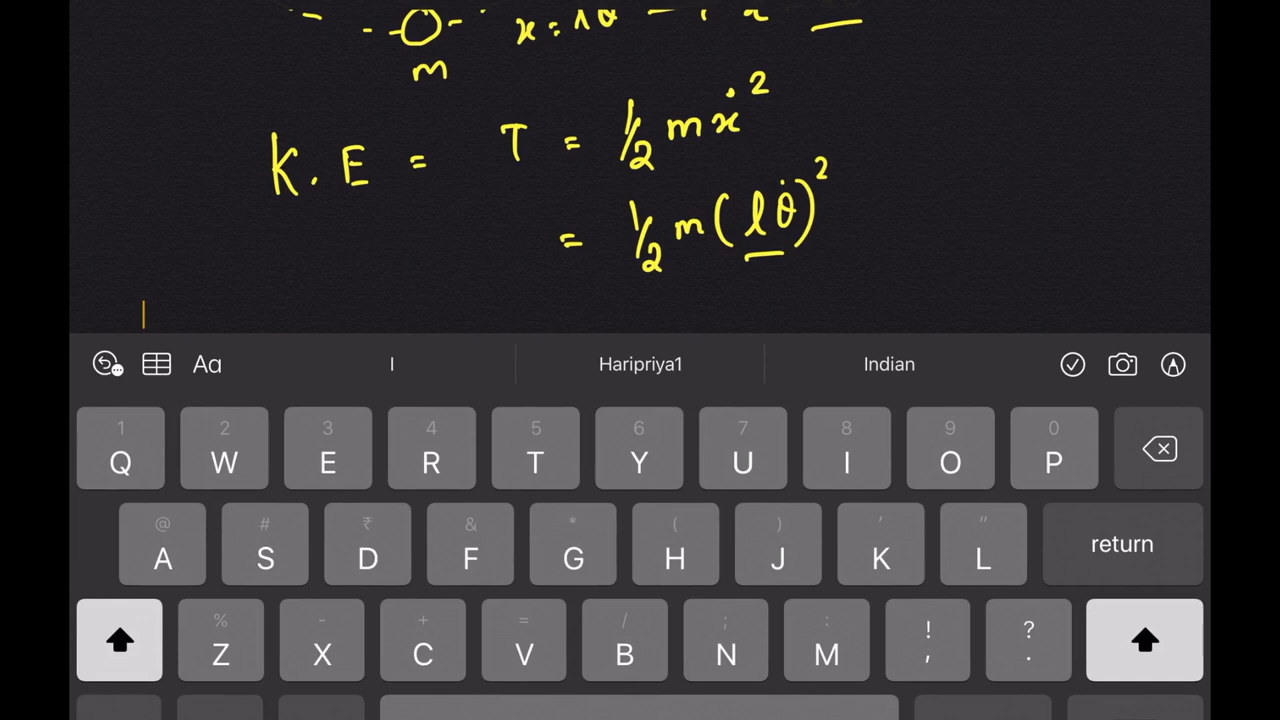 x = lθ
m
K.E = T = 1/2 mẋ²
= 1/2 m(lθ̇)²
Aa I Haripriya1 Indian
1 2 3 4 5 6 7 8 9 0
Q W E R T Y U I O P
@ # ₹ & * ( ) ' "
A S D F G H J K L return
% - + = / ; : ! ?
Z X C V B N M , .